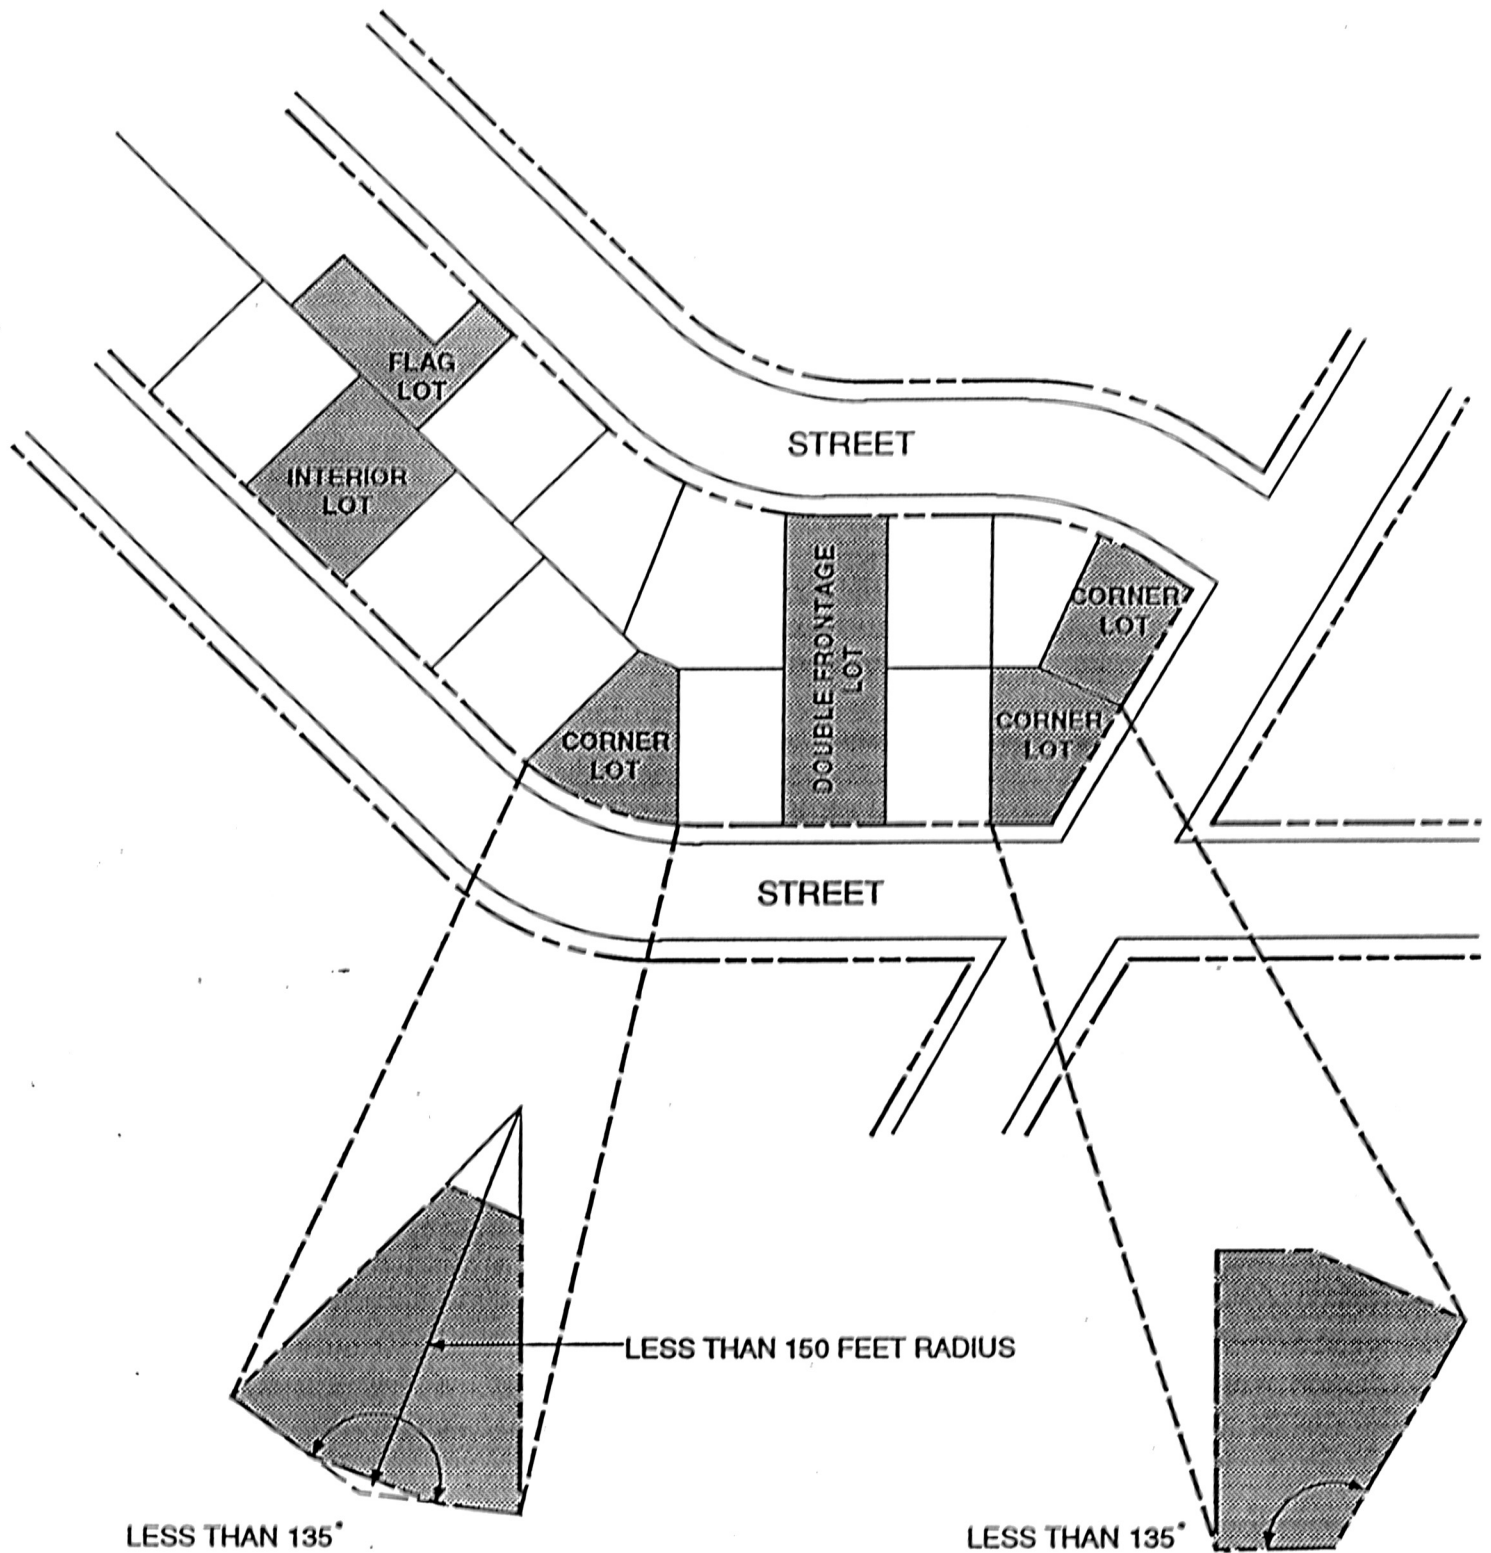 STREET
FLAG
LOT
INTERIOR
LOT
DOUBLE FRONTAGE
LOT
CORNER
LOT
CORNER
LOT
CORNER
LOT
STREET
LESS THAN 150 FEET RADIUS
LESS THAN 135°
LESS THAN 135°